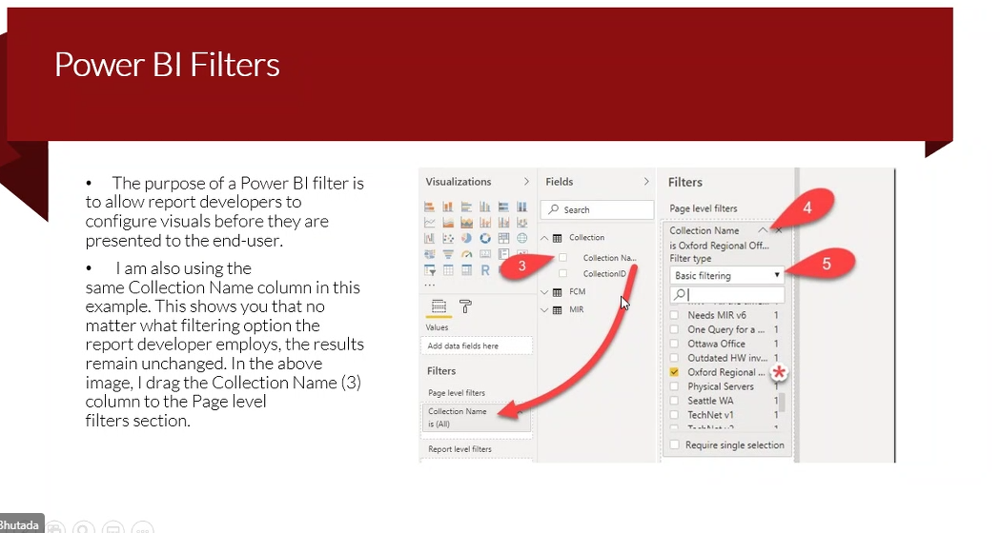 Power BI Filters
• The purpose of a Power BI filter is
to allow report developers to
configure visuals before they are
presented to the end-user.
• I am also using the
same Collection Name column in this
example. This shows you that no
matter what filtering option the
report developer employs, the results
remain unchanged. In the above
image, I drag the Collection Name (3)
column to the Page level
filters section.
Visualizations
R
...
Values
Add data fields here
Filters
Page level filters
Collection Name
is (All)
Report level filters
Fields
Search
Collection
3
Collection Na...
CollectionID
FCM
MIR
Filters
Page level filters
4
Collection Name
is Oxford Regional Off...
Filter type
5
Basic filtering
Needs MIR v6 1
One Query for a ... 1
Ottawa Office 1
Outdated HW inv... 1
Oxford Regional ... *
Physical Servers 1
Seattle WA 1
TechNet v1 1
Require single selection
Bhutada